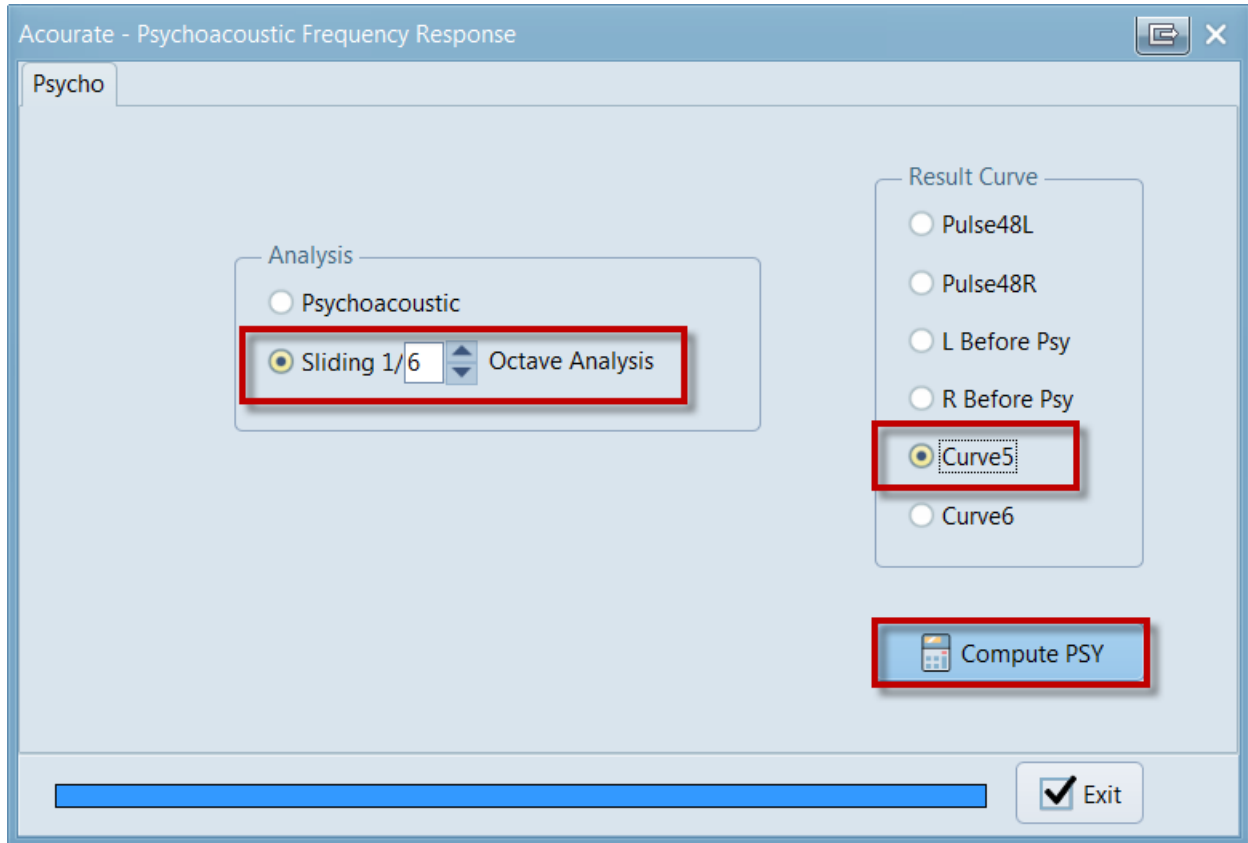 Acourate - Psychoacoustic Frequency Response
Psycho
Analysis
Psychoacoustic
Sliding 1/6 Octave Analysis
Result Curve
Pulse48L
Pulse48R
L Before Psy
R Before Psy
Curve5
Curve6
Compute PSY
Exit